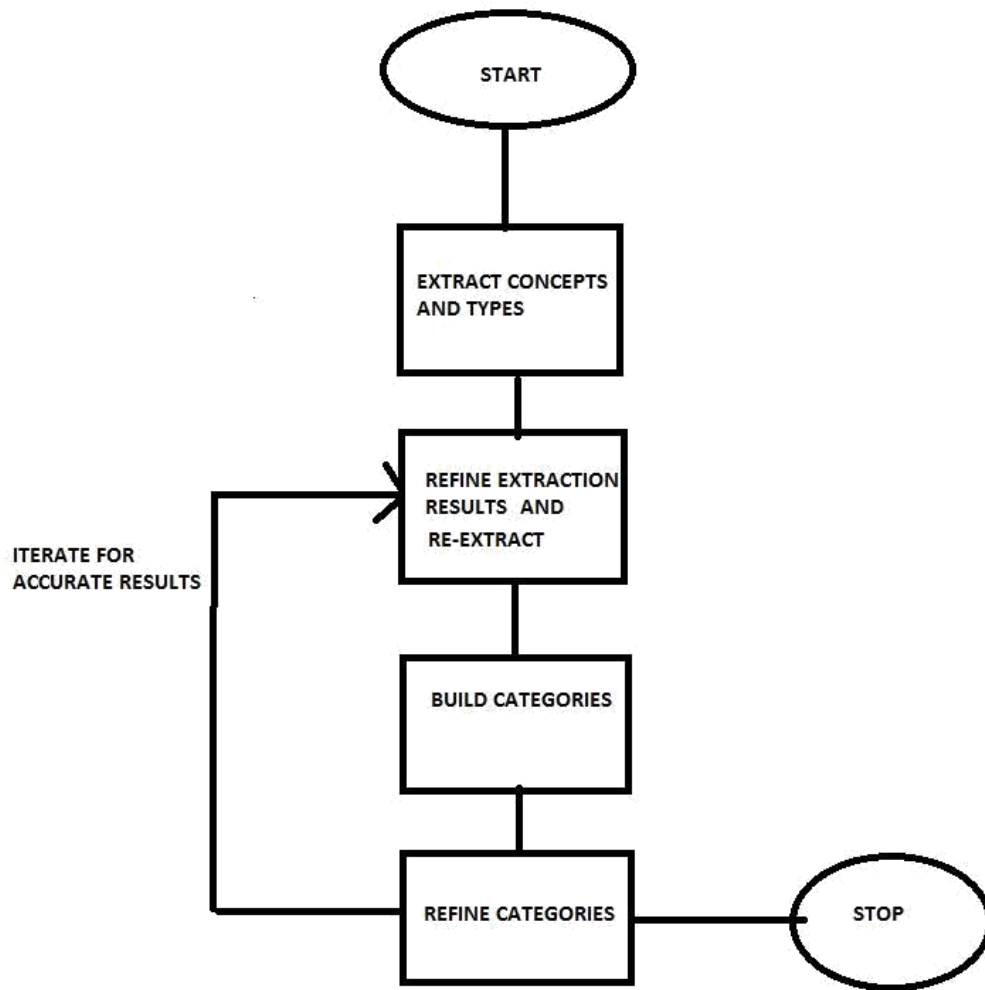 START
EXTRACT CONCEPTS
AND TYPES
REFINE EXTRACTION
RESULTS AND
RE-EXTRACT
ITERATE FOR
ACCURATE RESULTS
BUILD CATEGORIES
REFINE CATEGORIES
STOP